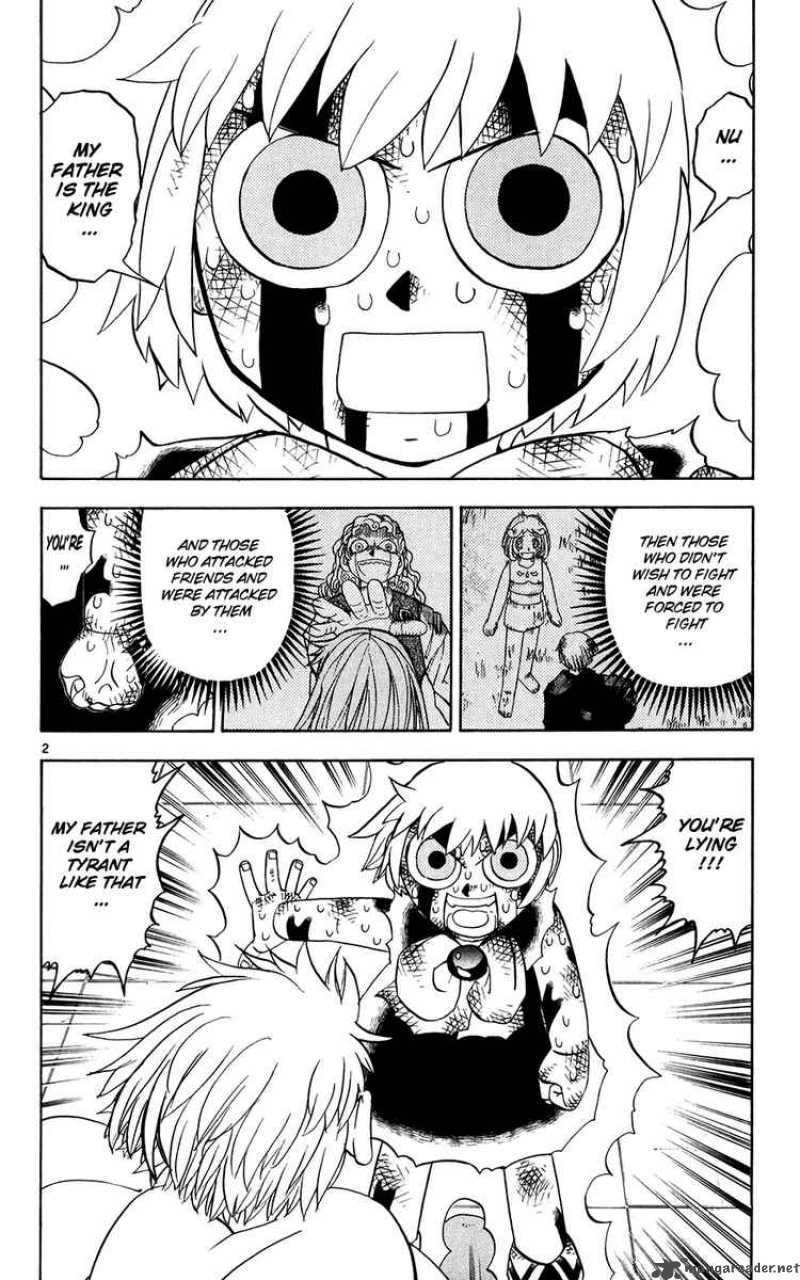 NU
...
MY
FATHER
IS THE
KING
...
THEN THOSE
WHO DIDN'T
WISH TO FIGHT
AND WERE
FORCED TO
FIGHT
...
AND THOSE
WHO ATTACKED
FRIENDS AND
WERE ATTACKED
BY THEM
...
YOU'RE
...
2
YOU'RE
LYING
!!!
MY FATHER
ISN'T A
TYRANT
LIKE THAT
...
mangareader.net